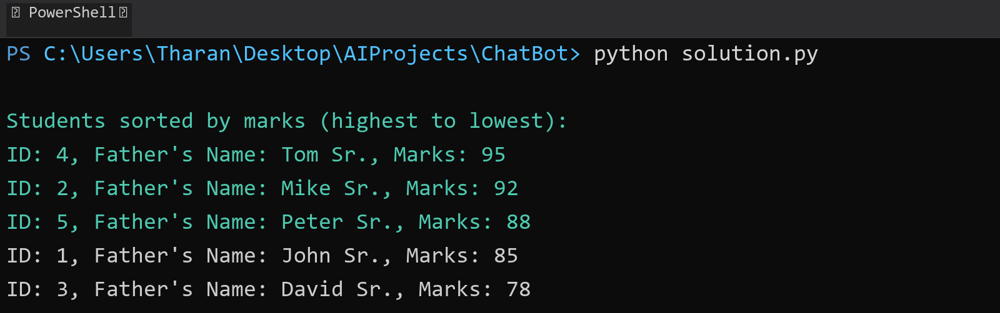 PowerShell
PS C:\Users\Tharan\Desktop\AIProjects\ChatBot> python solution.py
Students sorted by marks (highest to lowest):
ID: 4, Father's Name: Tom Sr., Marks: 95
ID: 2, Father's Name: Mike Sr., Marks: 92
ID: 5, Father's Name: Peter Sr., Marks: 88
ID: 1, Father's Name: John Sr., Marks: 85
ID: 3, Father's Name: David Sr., Marks: 78